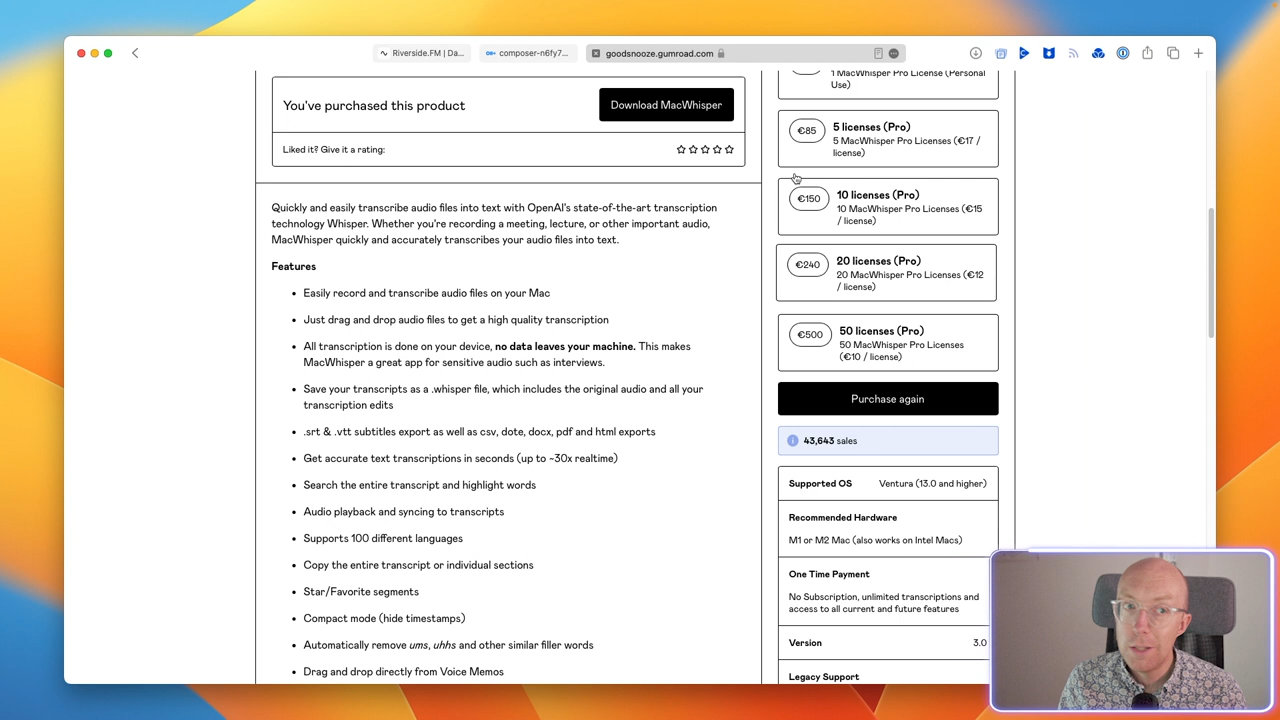 Riverside.FM | Da...
composer-n6fy7...
goodsnooze.gumroad.com
You've purchased this product
Download MacWhisper
Liked it? Give it a rating:
Quickly and easily transcribe audio files into text with OpenAI's state-of-the-art transcription
technology Whisper. Whether you're recording a meeting, lecture, or other important audio,
MacWhisper quickly and accurately transcribes your audio files into text.
Features
Easily record and transcribe audio files on your Mac
Just drag and drop audio files to get a high quality transcription
All transcription is done on your device, no data leaves your machine. This makes
MacWhisper a great app for sensitive audio such as interviews.
Save your transcripts as a .whisper file, which includes the original audio and all your
transcription edits
.srt & .vtt subtitles export as well as csv, dote, docx, pdf and html exports
Get accurate text transcriptions in seconds (up to ~30x realtime)
Search the entire transcript and highlight words
Audio playback and syncing to transcripts
Supports 100 different languages
Copy the entire transcript or individual sections
Star/Favorite segments
Compact mode (hide timestamps)
Automatically remove ums, uhhs and other similar filler words
Drag and drop directly from Voice Memos
1 MacWhisper Pro License (Personal
Use)
€85
5 licenses (Pro)
5 MacWhisper Pro Licenses (€17 /
license)
€150
10 licenses (Pro)
10 MacWhisper Pro Licenses (€15
/ license)
€240
20 licenses (Pro)
20 MacWhisper Pro Licenses (€12
/ license)
€500
50 licenses (Pro)
50 MacWhisper Pro Licenses
(€10 / license)
Purchase again
43,643 sales
Supported OS
Ventura (13.0 and higher)
Recommended Hardware
M1 or M2 Mac (also works on Intel Macs)
One Time Payment
No Subscription, unlimited transcriptions and
access to all current and future features
Version
3.0
Legacy Support